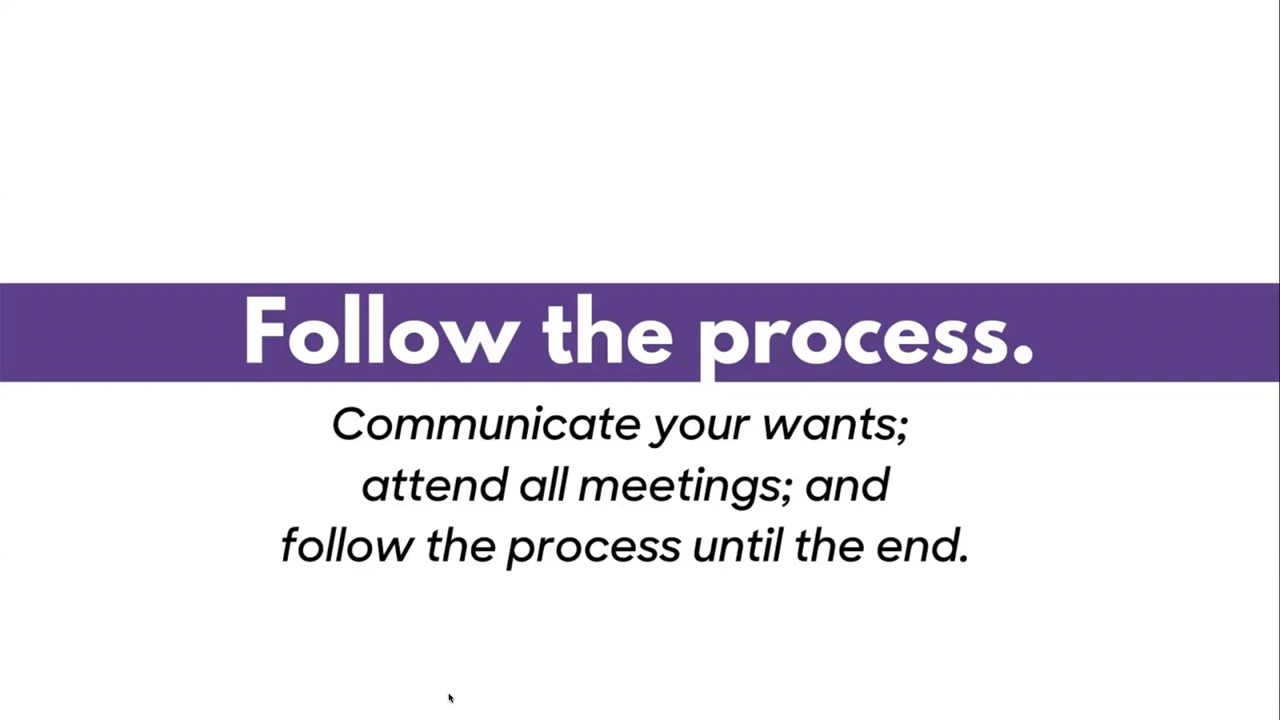 Follow the process.
Communicate your wants;
attend all meetings; and
follow the process until the end.